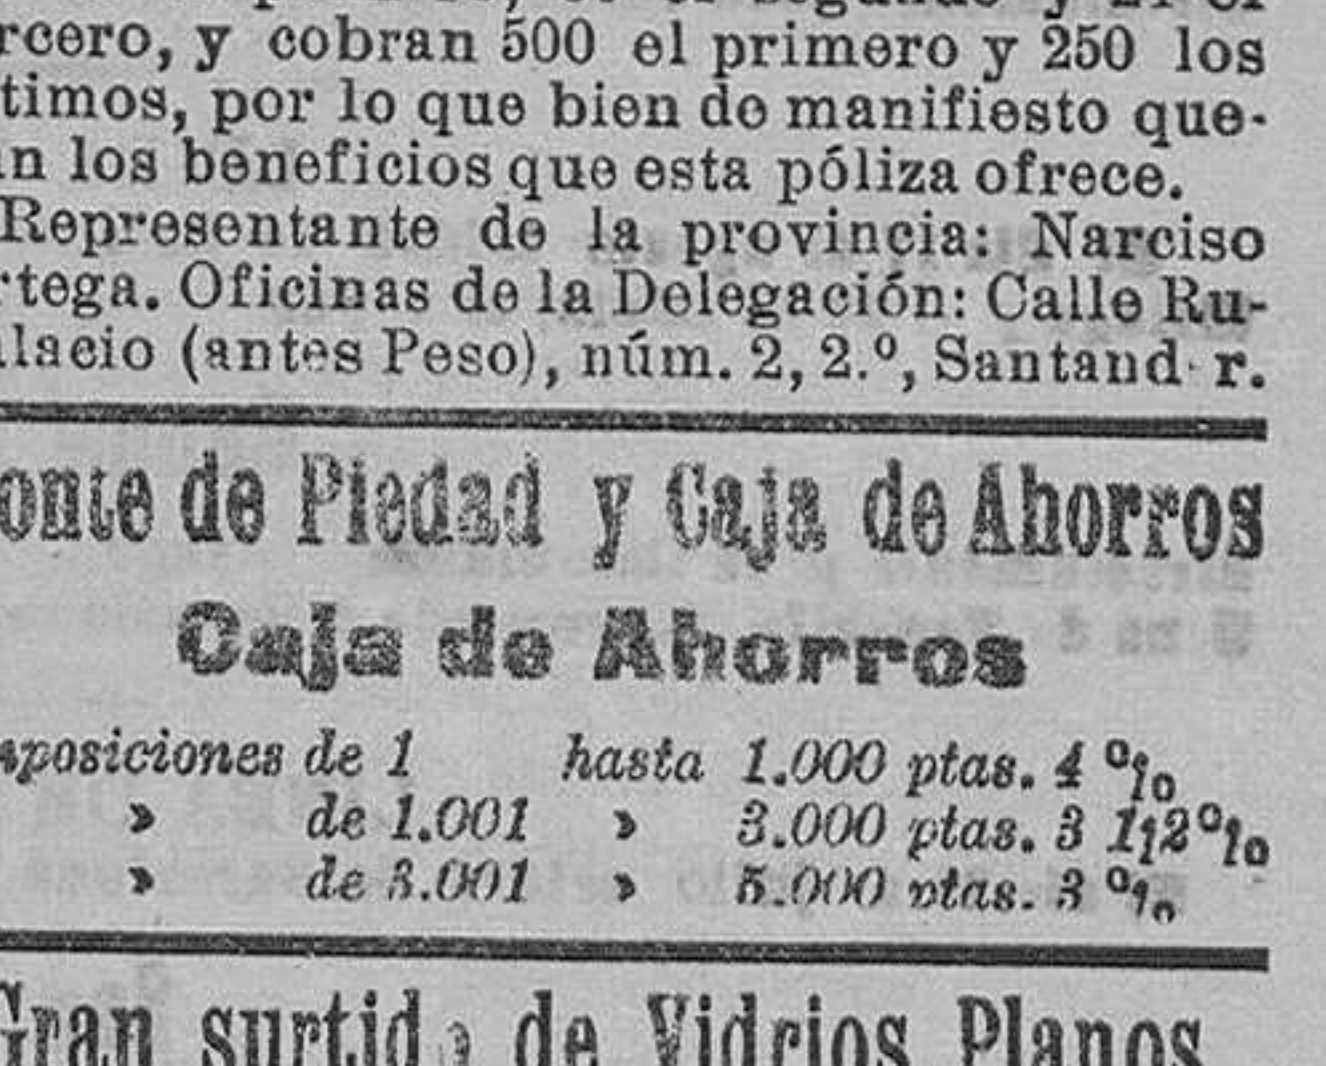 rcero, y cobran 500 el primero y 250 los
timos, por lo que bien de manifiesto que-
n los beneficios que esta póliza ofrece.
Representante de la provincia: Narciso
rtega. Oficinas de la Delegación: Calle Ru-
lacio (antes Peso), núm. 2, 2.º, Santand r.
onte de Piedad y Caja de Ahorros
Caja de Ahorros
mposiciones de 1 hasta 1.000 ptas. 4 %
» de 1.001 » 3.000 ptas. 3 1¡2 %
» de 3.001 » 5.000 ptas. 3 %
Gran surtido de Vidrios Planos